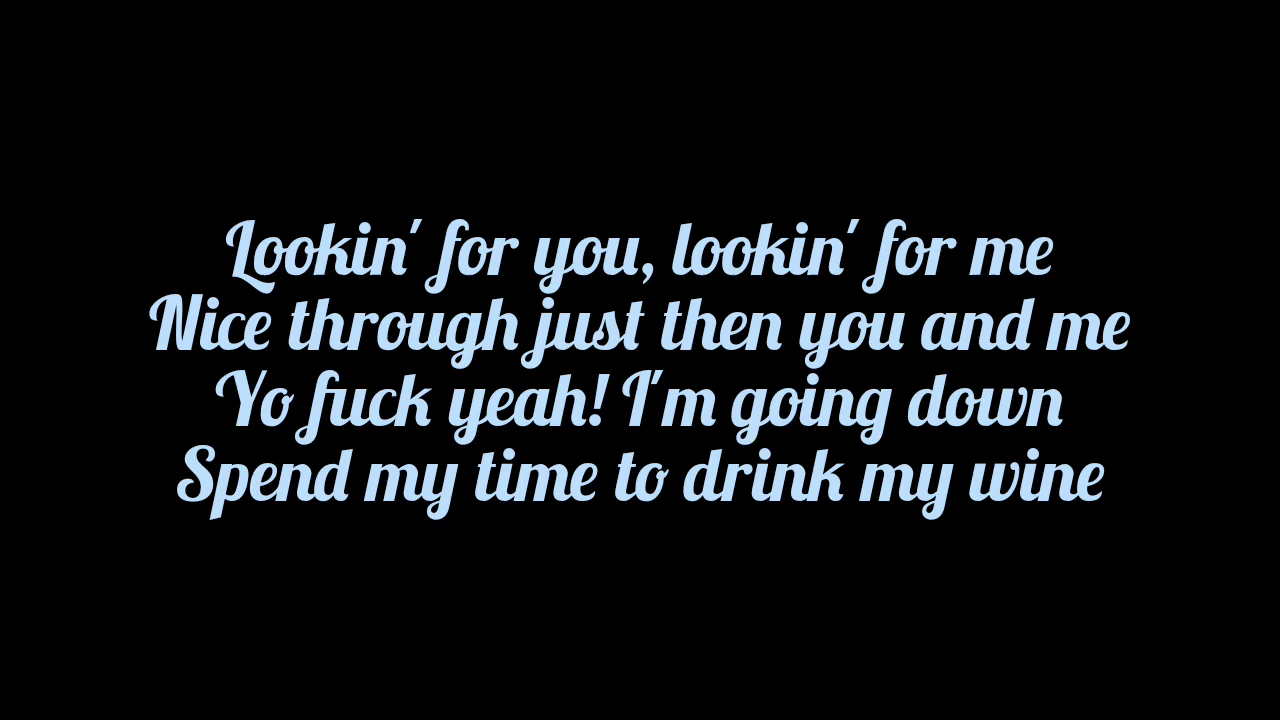 Lookin' for you, lookin' for me
Nice through just then you and me
Yo fuck yeah! I'm going down
Spend my time to drink my wine